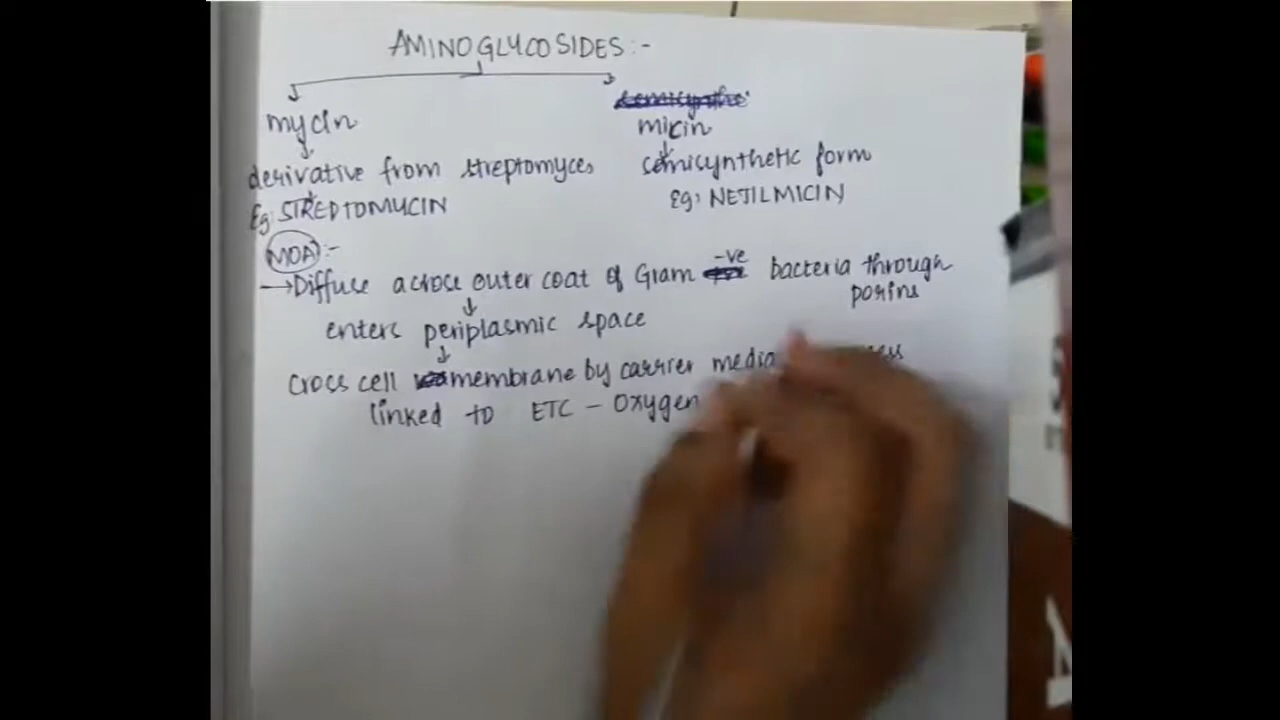 AMINOGLYCOSIDES:-
mycin
micin
derivative from streptomyces
semisynthetic form
Eg: STREPTOMYCIN
Eg: NETILMICIN
MOA:-
→Diffuse across outer coat of Gram -ve bacteria through
porins
enters periplasmic space
cross cell membrane by carrier
linked to ETC - Oxygen